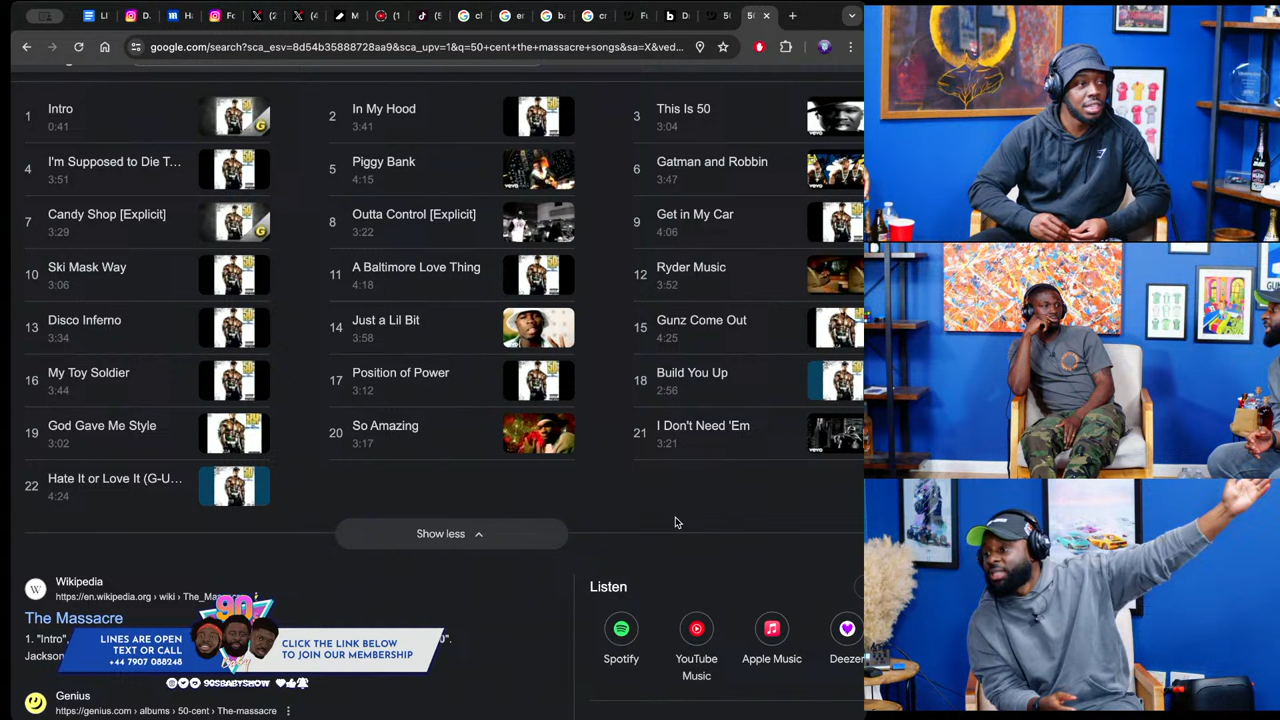 google.com/search?sca_esv=8d54b35888728aa9&sca_upv=1&q=50+cent+the+massacre+songs&sa=X&ved...
1 Intro
0:41
2 In My Hood
3:41
3 This Is 50
3:04
4 I'm Supposed to Die T...
3:51
5 Piggy Bank
4:15
6 Gatman and Robbin
3:47
7 Candy Shop [Explicit]
3:29
8 Outta Control [Explicit]
3:22
9 Get in My Car
4:06
10 Ski Mask Way
3:06
11 A Baltimore Love Thing
4:18
12 Ryder Music
3:52
13 Disco Inferno
3:34
14 Just a Lil Bit
3:58
15 Gunz Come Out
4:25
16 My Toy Soldier
3:44
17 Position of Power
3:12
18 Build You Up
2:56
19 God Gave Me Style
3:02
20 So Amazing
3:17
21 I Don't Need 'Em
3:21
22 Hate It or Love It (G-U...
4:24
Show less
Wikipedia
https://en.wikipedia.org › wiki › The_Mas
The Massacre
1. "Intro",
Jackson
Listen
Spotify
YouTube
Music
Apple Music
Deezer
90
Baby
LINES ARE OPEN
TEXT OR CALL
+44 7907 088248
CLICK THE LINK BELOW
TO JOIN OUR MEMBERSHIP
90SBABYSHOW
Genius
https://genius.com › albums › 50-cent › The-massacre